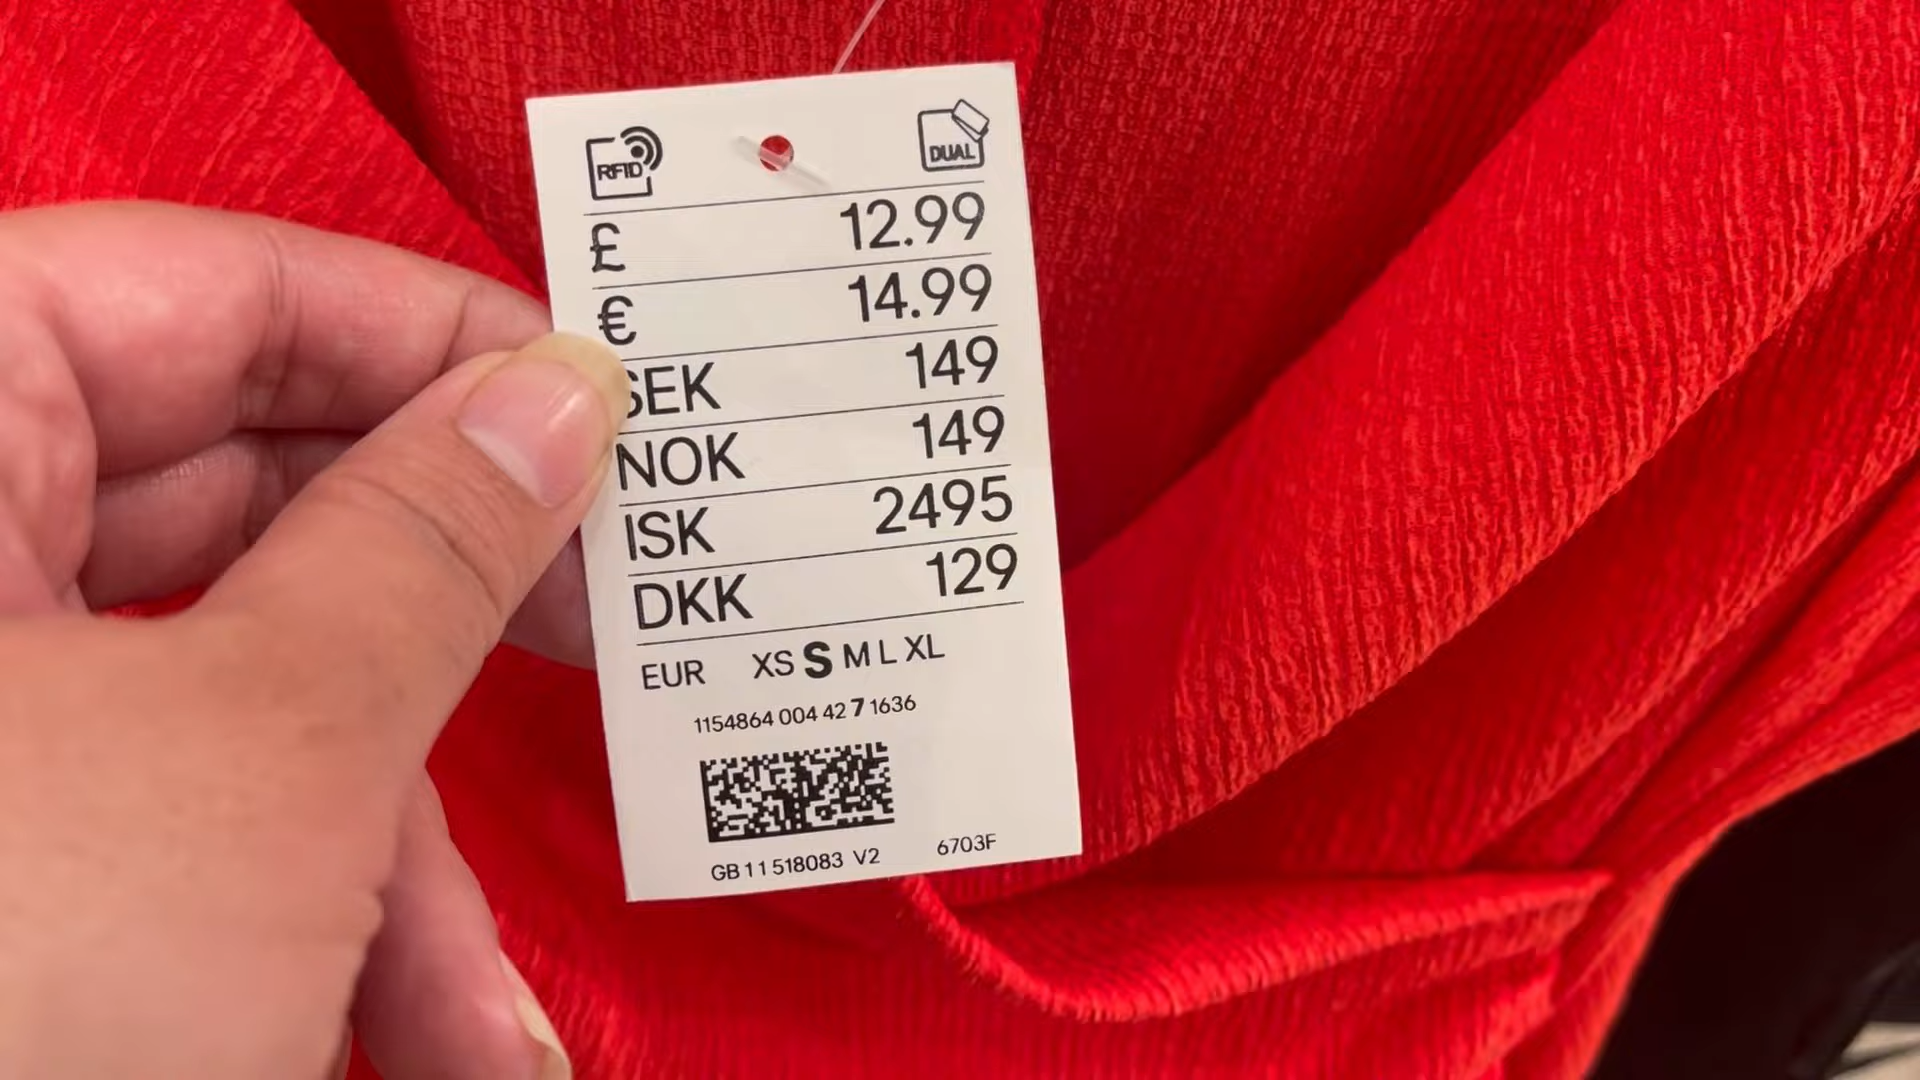 RFID
DUAL
£ 12.99
€ 14.99
SEK 149
NOK 149
ISK 2495
DKK 129
EUR XS S M L XL
1154864 004 42 7 1636
GB 11 518083 V2 6703F